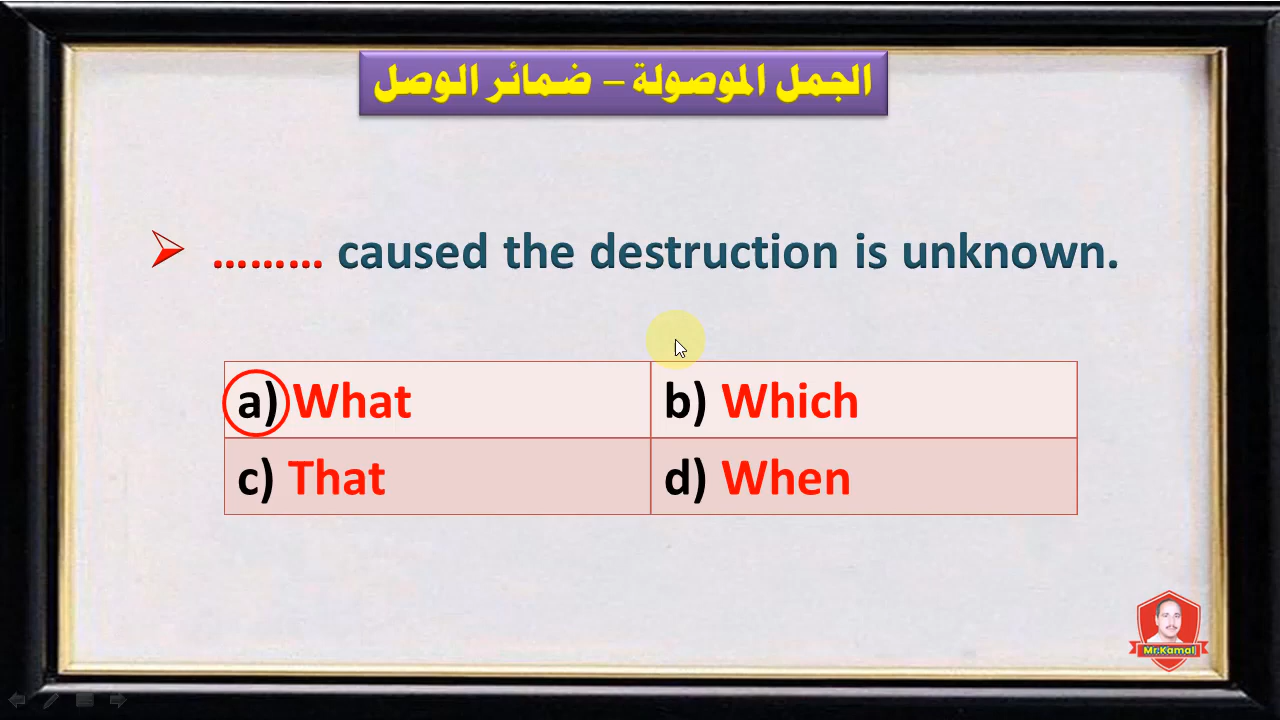 الجمل الموصولة – ضمائر الوصل
......... caused the destruction is unknown.
a) What
b) Which
c) That
d) When
Mr.Kamal